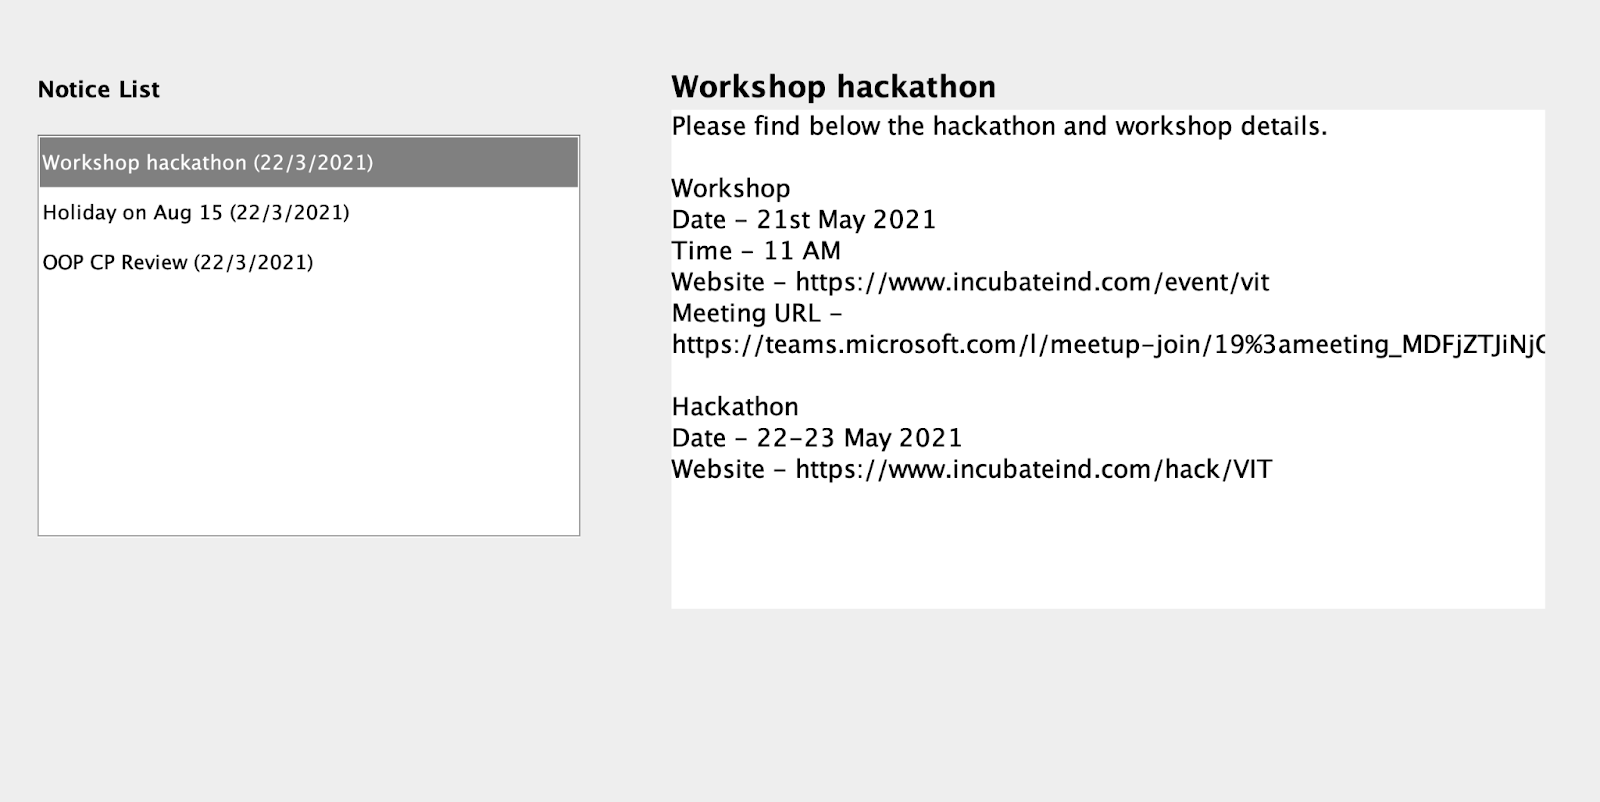 Notice List
Workshop hackathon (22/3/2021)
Holiday on Aug 15 (22/3/2021)
OOP CP Review (22/3/2021)
Workshop hackathon
Please find below the hackathon and workshop details.
Workshop
Date - 21st May 2021
Time - 11 AM
Website - https://www.incubateind.com/event/vit
Meeting URL -
https://teams.microsoft.com/l/meetup-join/19%3ameeting_MDFjZTJiNj
Hackathon
Date - 22-23 May 2021
Website - https://www.incubateind.com/hack/VIT